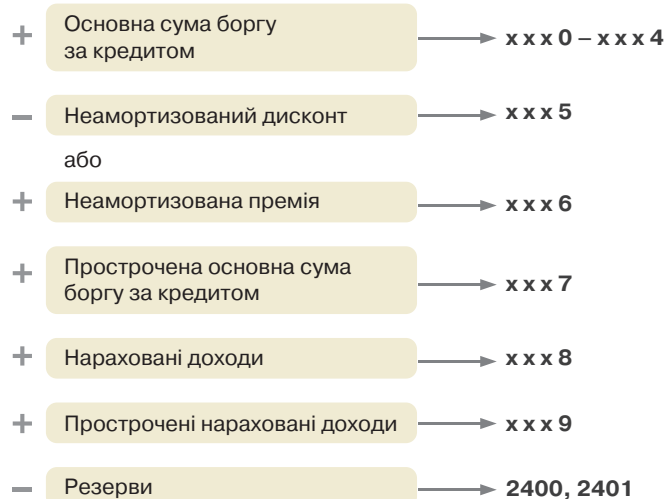 + Основна сума боргу
за кредитом x x x 0 – x x x 4
– Неамортизований дисконт x x x 5
або
+ Неамортизована премія x x x 6
+ Прострочена основна сума
боргу за кредитом x x x 7
+ Нараховані доходи x x x 8
+ Прострочені нараховані доходи x x x 9
– Резерви 2400, 2401